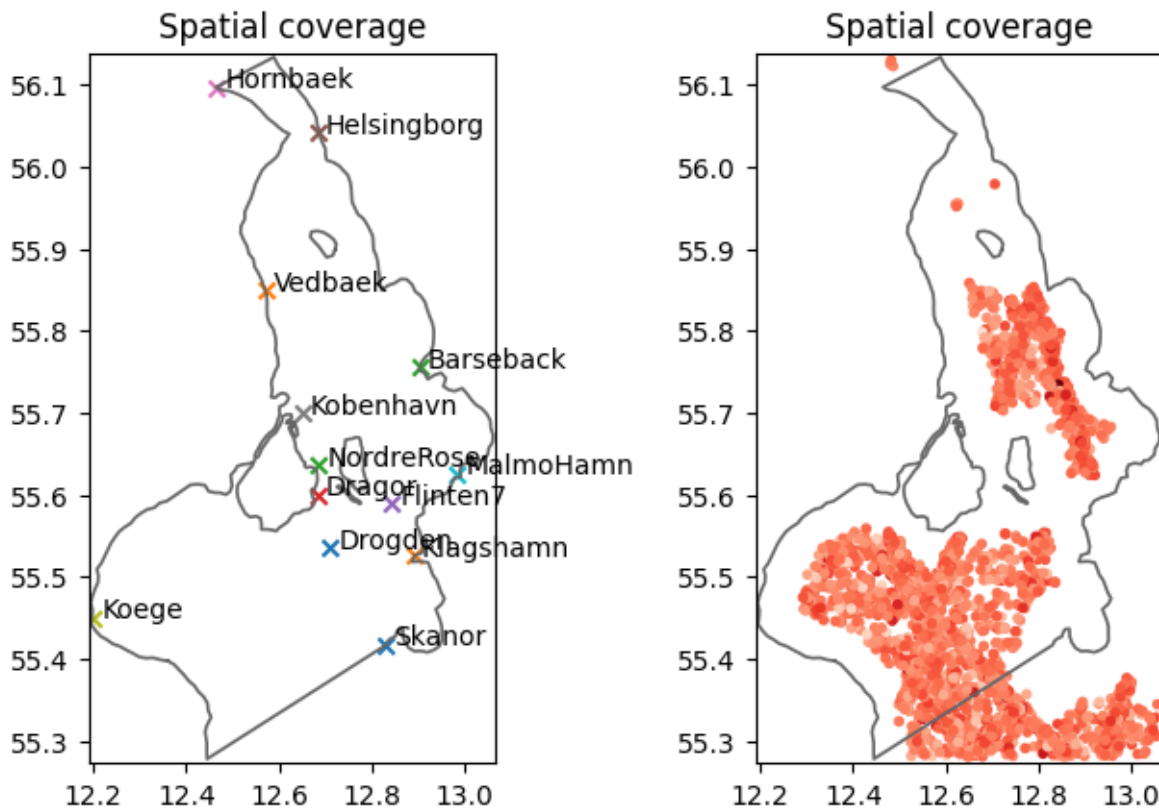 Spatial coverage
56.1
56.0
55.9
55.8
55.7
55.6
55.5
55.4
55.3
12.2 12.4 12.6 12.8 13.0
Hornbaek
Helsingborg
Vedbaek
Barseback
Kobenhavn
NordreRose
MalmoHamn
Dragor
Flinten7
Drogden
Klagshamn
Koege
Skanor
Spatial coverage
56.1
56.0
55.9
55.8
55.7
55.6
55.5
55.4
55.3
12.2 12.4 12.6 12.8 13.0